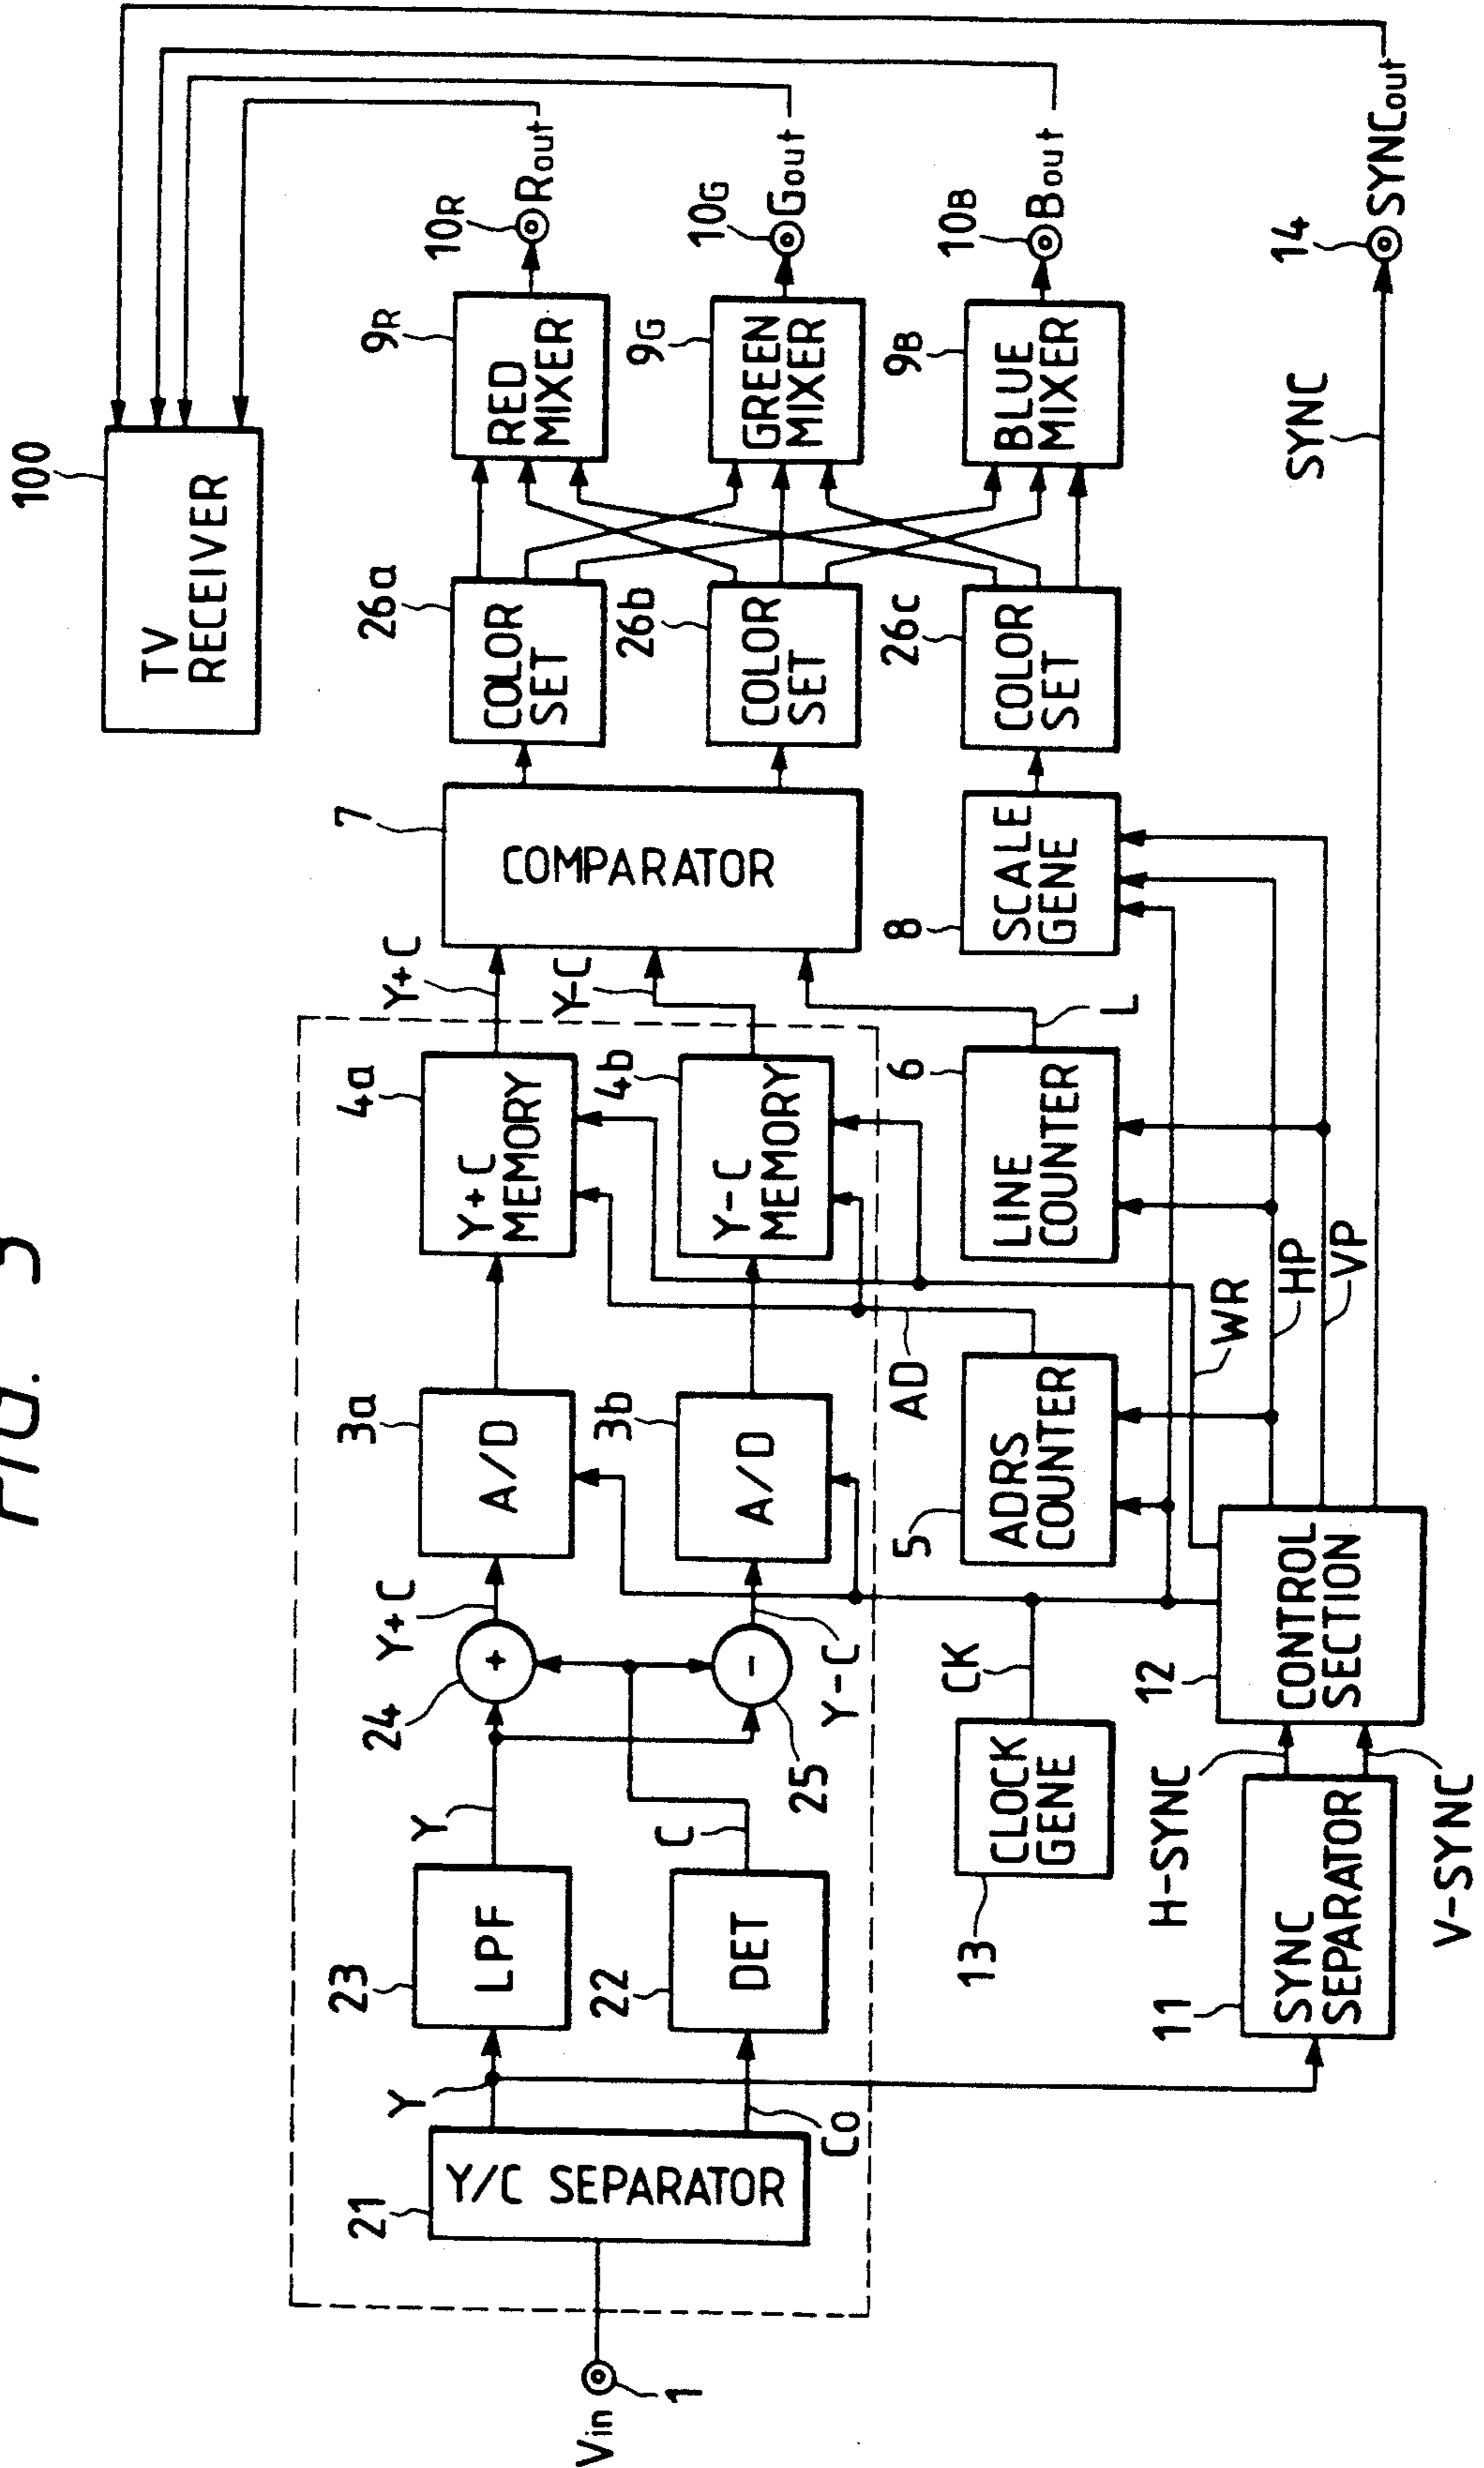 FIG. 3
100
TV
RECEIVER
Vin
1
21
Y/C SEPARATOR
Y
Co
23
LPF
22
DET
Y
C
24
+
25
-
Y+C
Y-C
3a
A/D
3b
A/D
4a
Y+C
MEMORY
4b
Y-C
MEMORY
Y+C
Y-C
L
7
COMPARATOR
26a
COLOR
SET
26b
COLOR
SET
26c
COLOR
SET
9R
RED
MIXER
9G
GREEN
MIXER
9B
BLUE
MIXER
10R
Rout
10G
Gout
10B
Bout
13
CLOCK
GENE
CK
5
ADRS
COUNTER
AD
6
LINE
COUNTER
8
SCALE
GENE
11
SYNC
SEPARATOR
H-SYNC
V-SYNC
12
CONTROL
SECTION
WR
HP
VP
SYNC
14
SYNCout